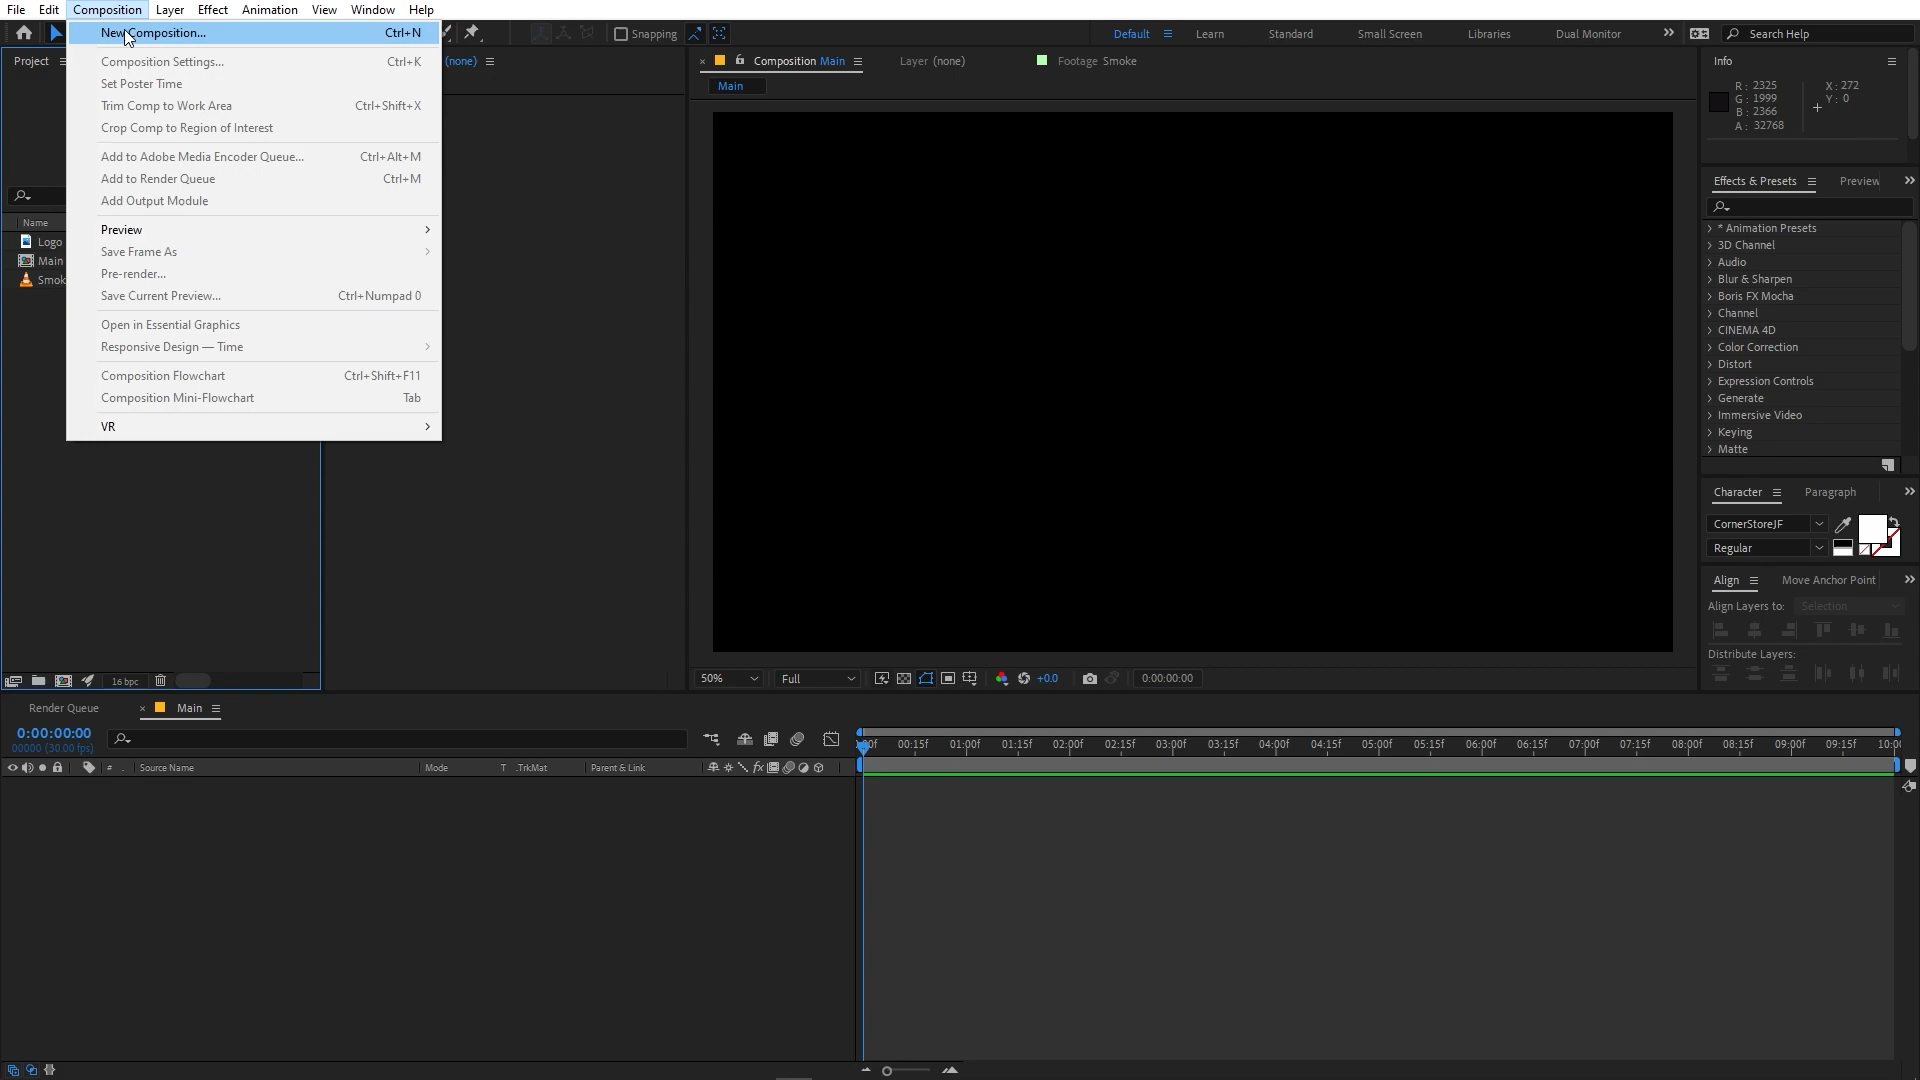 File Edit Composition Layer Effect Animation View Window Help
New Composition... Ctrl+N
Snapping
Default Learn Standard Small Screen Libraries Dual Monitor Search Help
Project
Composition Settings... Ctrl+K
(none)
Composition Main Layer (none) Footage Smoke
Info
Set Poster Time
Main
R: 2325 X: 272
G: 1999 Y: 0
B: 2366
A: 32768
Trim Comp to Work Area Ctrl+Shift+X
Crop Comp to Region of Interest
Add to Adobe Media Encoder Queue... Ctrl+Alt+M
Add to Render Queue Ctrl+M
Add Output Module
Preview
Save Frame As
Pre-render...
Save Current Preview... Ctrl+Numpad 0
Open in Essential Graphics
Responsive Design — Time
Composition Flowchart Ctrl+Shift+F11
Composition Mini-Flowchart Tab
VR
Name
Logo
Main
Smok
Effects & Presets Preview
* Animation Presets
3D Channel
Audio
Blur & Sharpen
Boris FX Mocha
Channel
CINEMA 4D
Color Correction
Distort
Expression Controls
Generate
Immersive Video
Keying
Matte
Character Paragraph
CornerStoreJF
Regular
Align Move Anchor Point
Align Layers to: Selection
Distribute Layers:
16 bpc
50% Full +0.0 0:00:00:00
Render Queue Main
0:00:00:00
00000 (30.00 fps)
:00f 00:15f 01:00f 01:15f 02:00f 02:15f 03:00f 03:15f 04:00f 04:15f 05:00f 05:15f 06:00f 06:15f 07:00f 07:15f 08:00f 08:15f 09:00f 09:15f 10:0
# Source Name Mode T .TrkMat Parent & Link fx